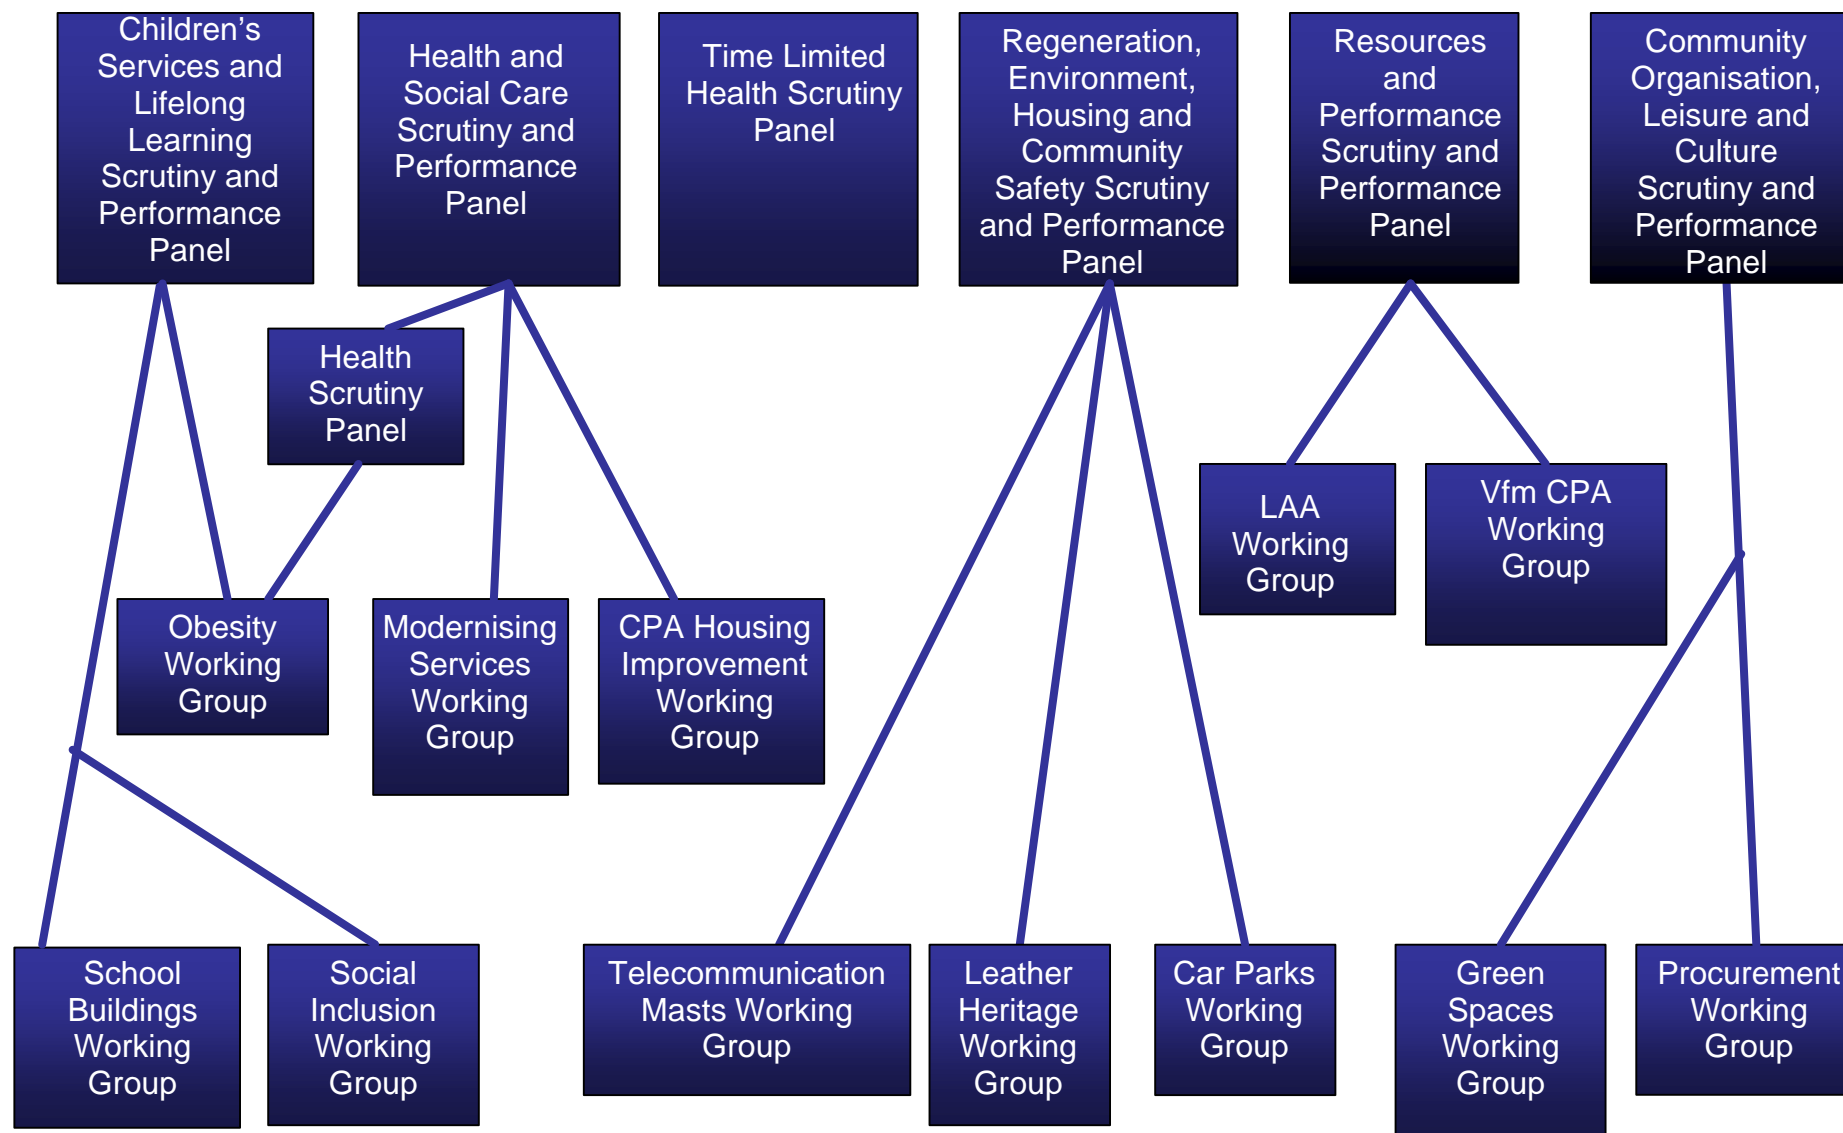 Children’s
Services and
Lifelong
Learning
Scrutiny and
Performance
Panel
Health and
Social Care
Scrutiny and
Performance
Panel
Time Limited
Health Scrutiny
Panel
Regeneration,
Environment,
Housing and
Community
Safety Scrutiny
and Performance
Panel
Resources
and
Performance
Scrutiny and
Performance
Panel
Community
Organisation,
Leisure and
Culture
Scrutiny and
Performance
Panel
Health
Scrutiny
Panel
LAA
Working
Group
Vfm CPA
Working
Group
Obesity
Working
Group
Modernising
Services
Working
Group
CPA Housing
Improvement
Working
Group
School
Buildings
Working
Group
Social
Inclusion
Working
Group
Telecommunication
Masts Working
Group
Leather
Heritage
Working
Group
Car Parks
Working
Group
Green
Spaces
Working
Group
Procurement
Working
Group